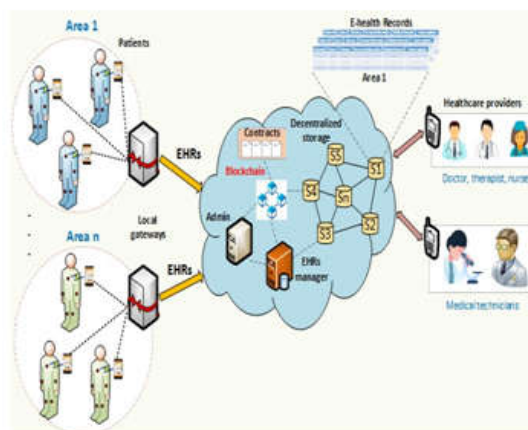 Area 1
Patients
E-health Records
Area 1
Healthcare providers
Doctor, therapist, nurse
Contracts
Decentralized
storage
Blockchain
S5
S1
S4
Sm
S3
S2
EHRs
Local
gateways
Admin
EHRs
manager
Area n
EHRs
Medical technicians